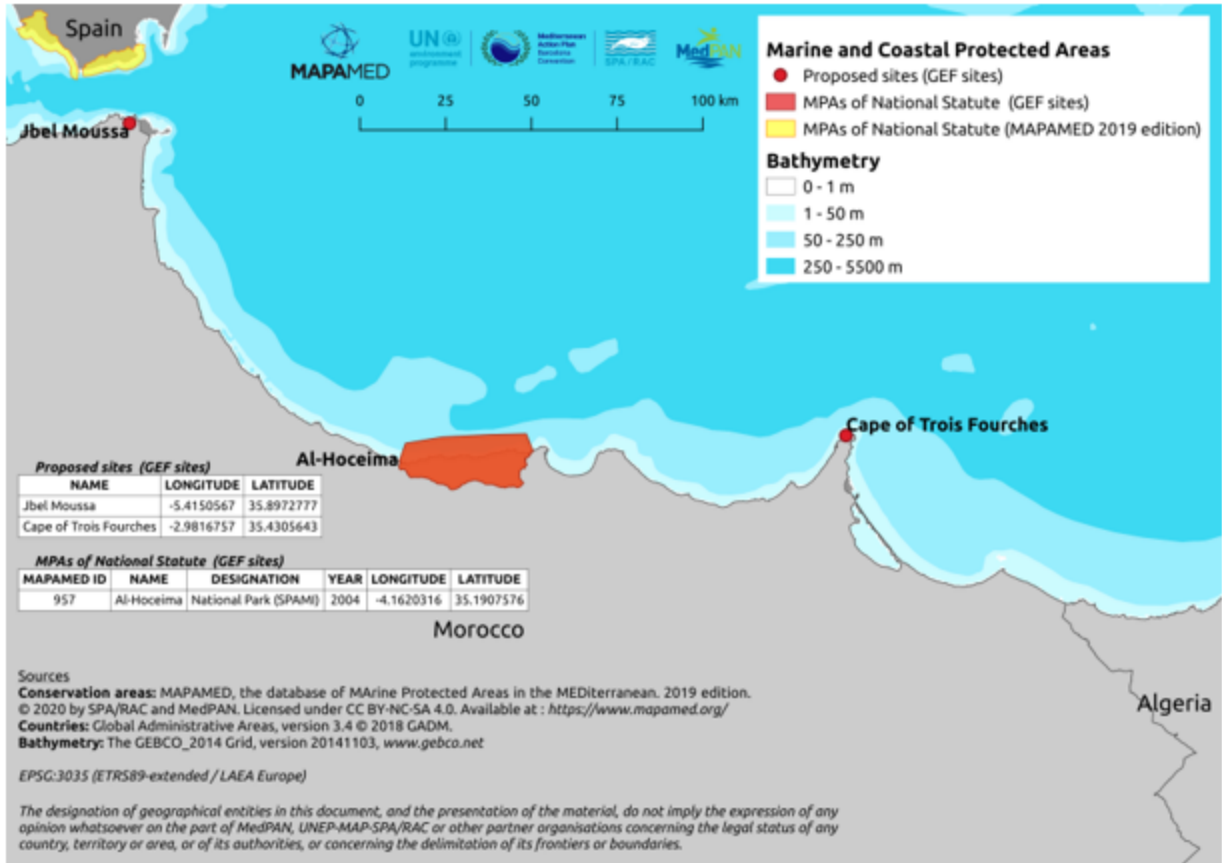 Spain
MAPAMED
UN
environment
programme
Mediterranean
Action Plan
Barcelona
Convention
SPA/RAC
MedPAN
0 25 50 75 100 km
Marine and Coastal Protected Areas
Proposed sites (GEF sites)
MPAs of National Statute (GEF sites)
MPAs of National Statute (MAPAMED 2019 edition)
Bathymetry
0 - 1 m
1 - 50 m
50 - 250 m
250 - 5500 m
Jbel Moussa
Cape of Trois Fourches
Al-Hoceima
Proposed sites (GEF sites)
NAME LONGITUDE LATITUDE
Jbel Moussa -5.4150567 35.8972777
Cape of Trois Fourches -2.9816757 35.4305643
MPAs of National Statute (GEF sites)
MAPAMED ID NAME DESIGNATION YEAR LONGITUDE LATITUDE
957 Al-Hoceima National Park (SPAMI) 2004 -4.1620316 35.1907576
Morocco
Algeria
Sources
Conservation areas: MAPAMED, the database of MArine Protected Areas in the MEDiterranean. 2019 edition.
© 2020 by SPA/RAC and MedPAN. Licensed under CC BY-NC-SA 4.0. Available at : https://www.mapamed.org/
Countries: Global Administrative Areas, version 3.4 © 2018 GADM.
Bathymetry: The GEBCO_2014 Grid, version 20141103, www.gebco.net
EPSG:3035 (ETRS89-extended / LAEA Europe)
The designation of geographical entities in this document, and the presentation of the material, do not imply the expression of any
opinion whatsoever on the part of MedPAN, UNEP-MAP-SPA/RAC or other partner organisations concerning the legal status of any
country, territory or area, or of its authorities, or concerning the delimitation of its frontiers or boundaries.